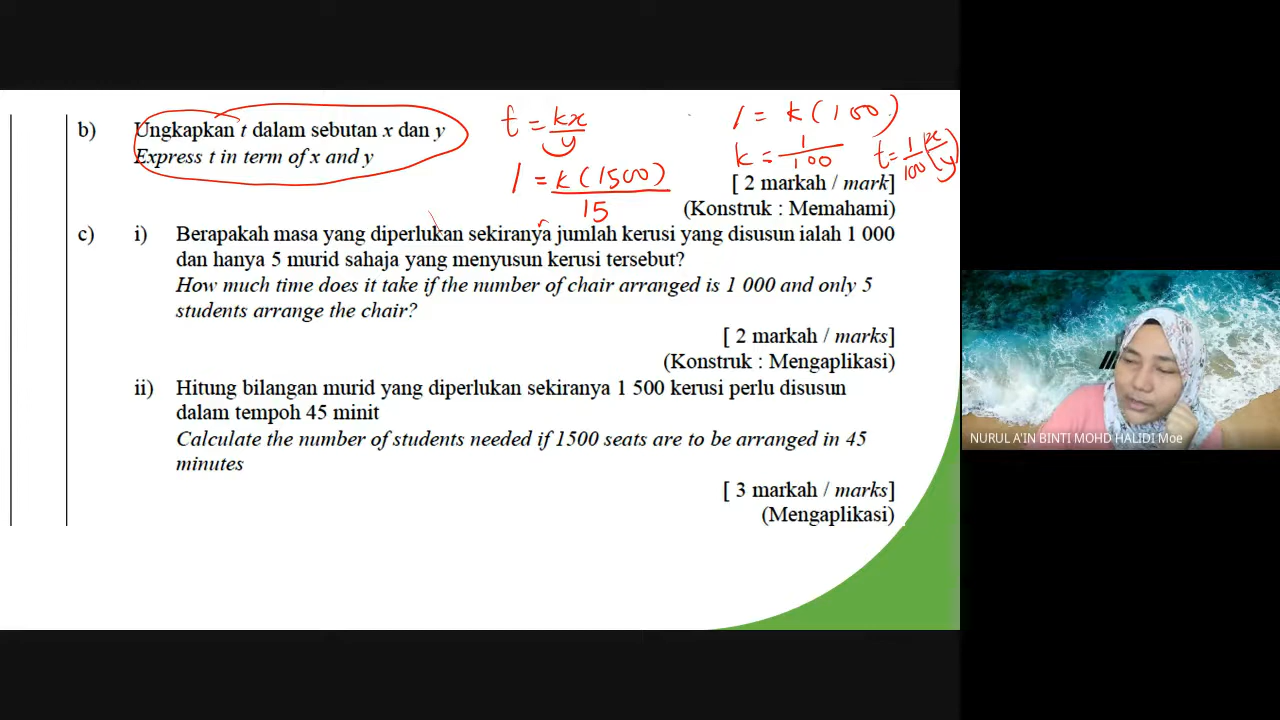 b) Ungkapkan t dalam sebutan x dan y
Express t in term of x and y
t = kx/y
1 = k(1500)/15
1 = k(100)
k = 1/100
t = 1/100 (x/y)
[ 2 markah / mark]
(Konstruk : Memahami)
c) i) Berapakah masa yang diperlukan sekiranya jumlah kerusi yang disusun ialah 1 000
dan hanya 5 murid sahaja yang menyusun kerusi tersebut?
How much time does it take if the number of chair arranged is 1 000 and only 5
students arrange the chair?
[ 2 markah / marks]
(Konstruk : Mengaplikasi)
ii) Hitung bilangan murid yang diperlukan sekiranya 1 500 kerusi perlu disusun
dalam tempoh 45 minit
Calculate the number of students needed if 1500 seats are to be arranged in 45
minutes
[ 3 markah / marks]
(Mengaplikasi)
NURUL A'IN BINTI MOHD HALIDI Moe